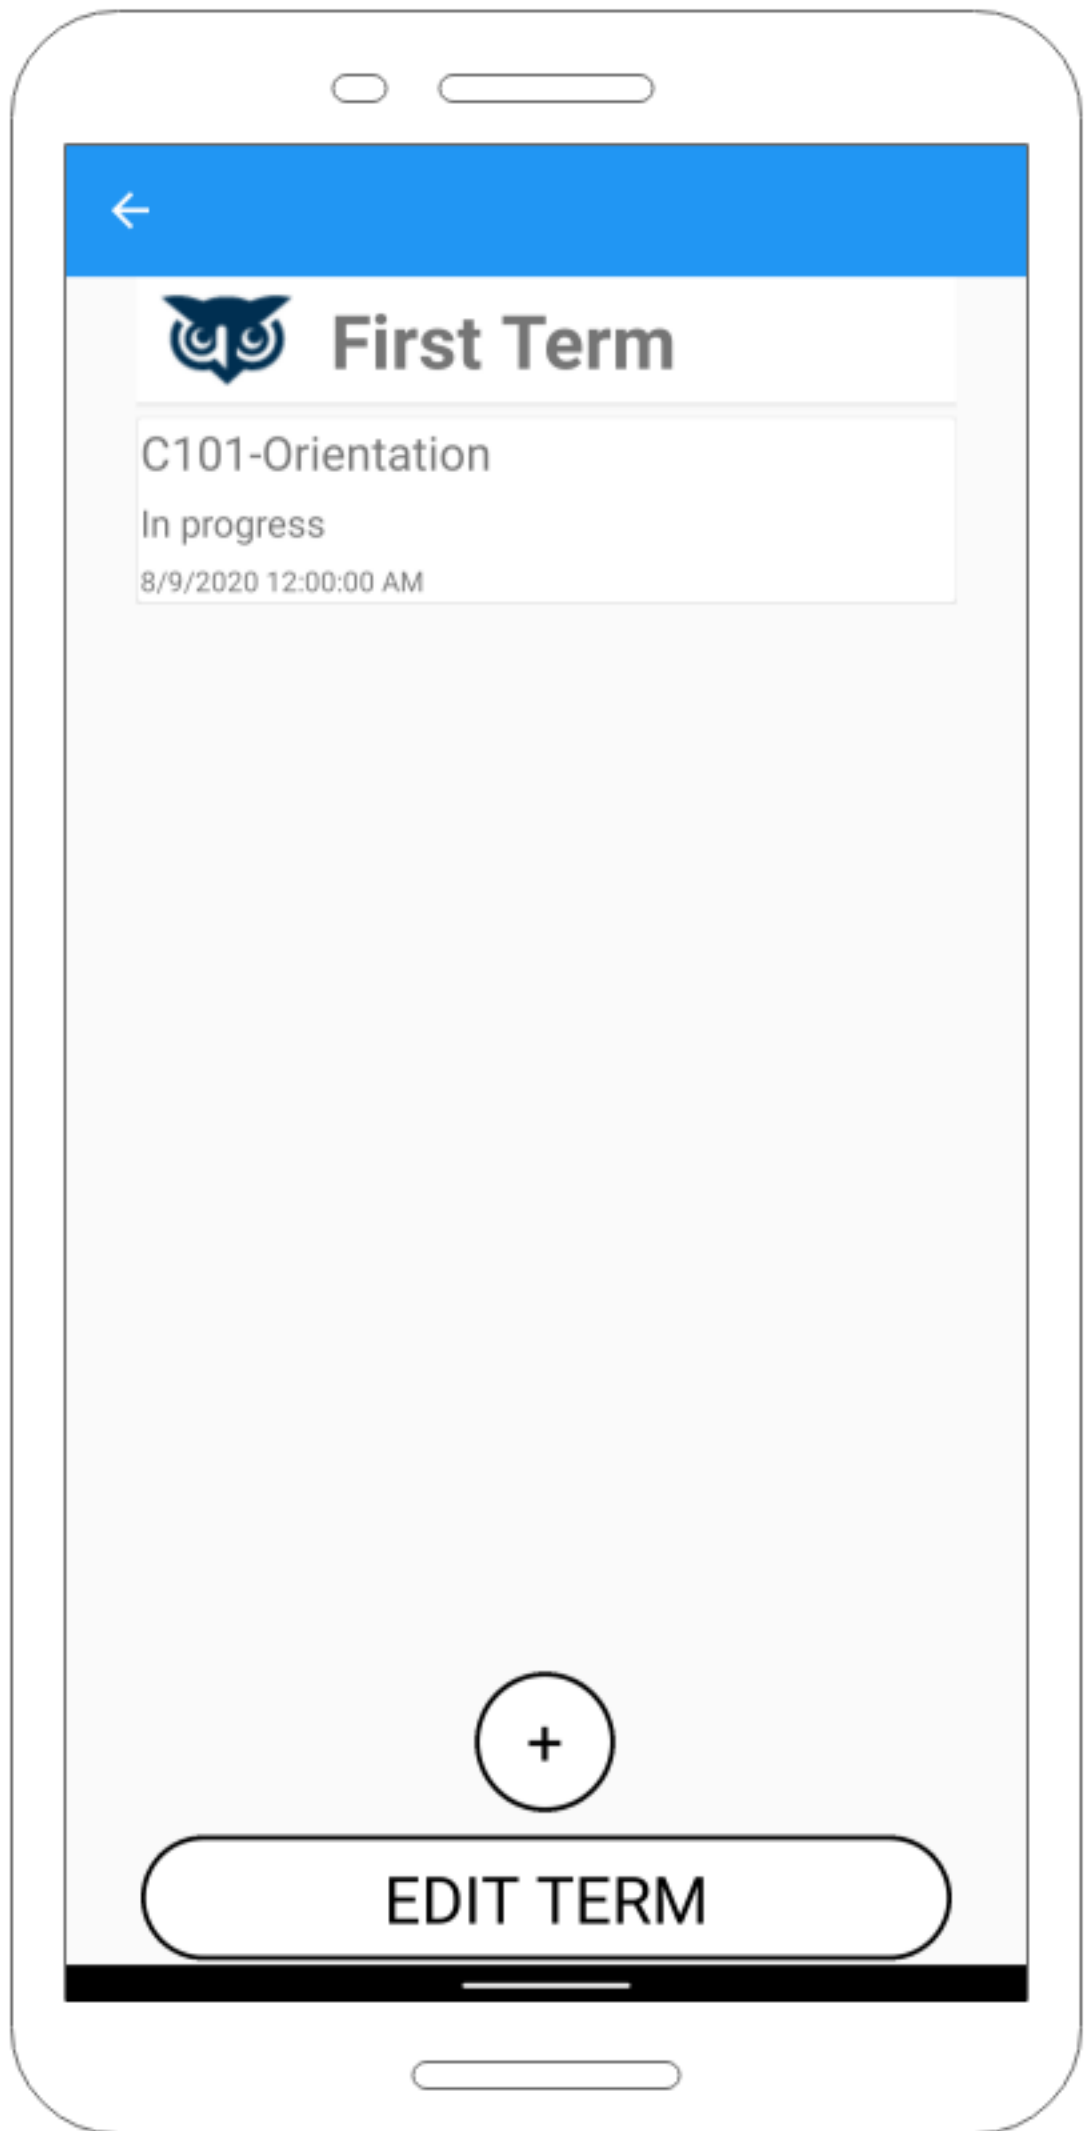 First Term
C101-Orientation
In progress
8/9/2020 12:00:00 AM
+
EDIT TERM